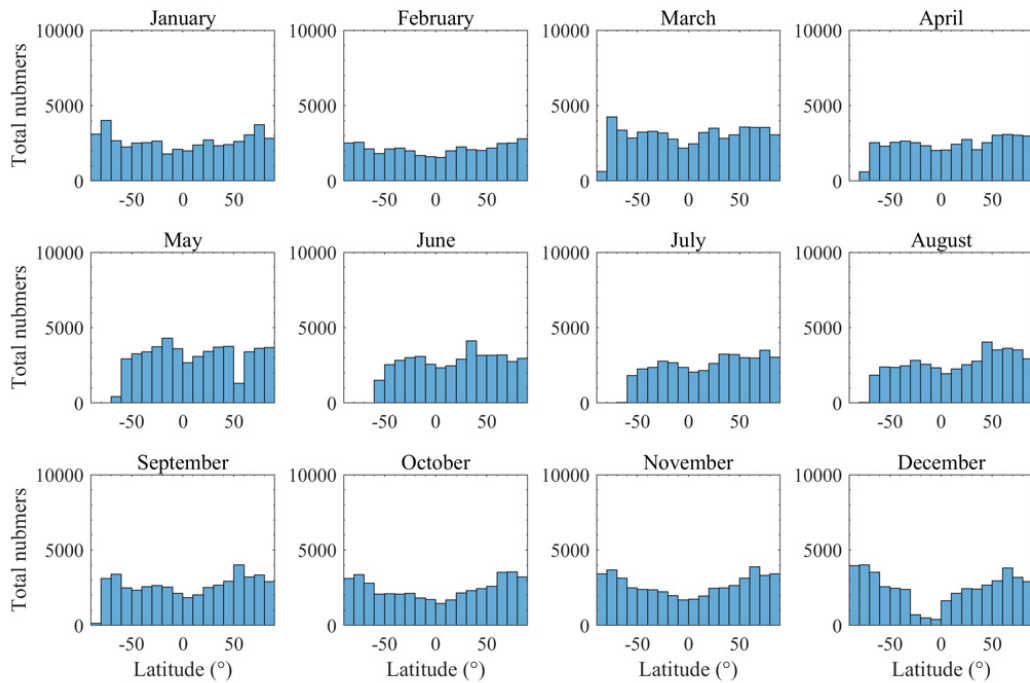 January February March April
10000 10000 10000 10000
Total nubmers
5000 5000 5000 5000
0 0 0 0
-50 0 50 -50 0 50 -50 0 50 -50 0 50
May June July August
10000 10000 10000 10000
Total nubmers
5000 5000 5000 5000
0 0 0 0
-50 0 50 -50 0 50 -50 0 50 -50 0 50
September October November December
10000 10000 10000 10000
Total nubmers
5000 5000 5000 5000
0 0 0 0
-50 0 50 -50 0 50 -50 0 50 -50 0 50
Latitude (°) Latitude (°) Latitude (°) Latitude (°)